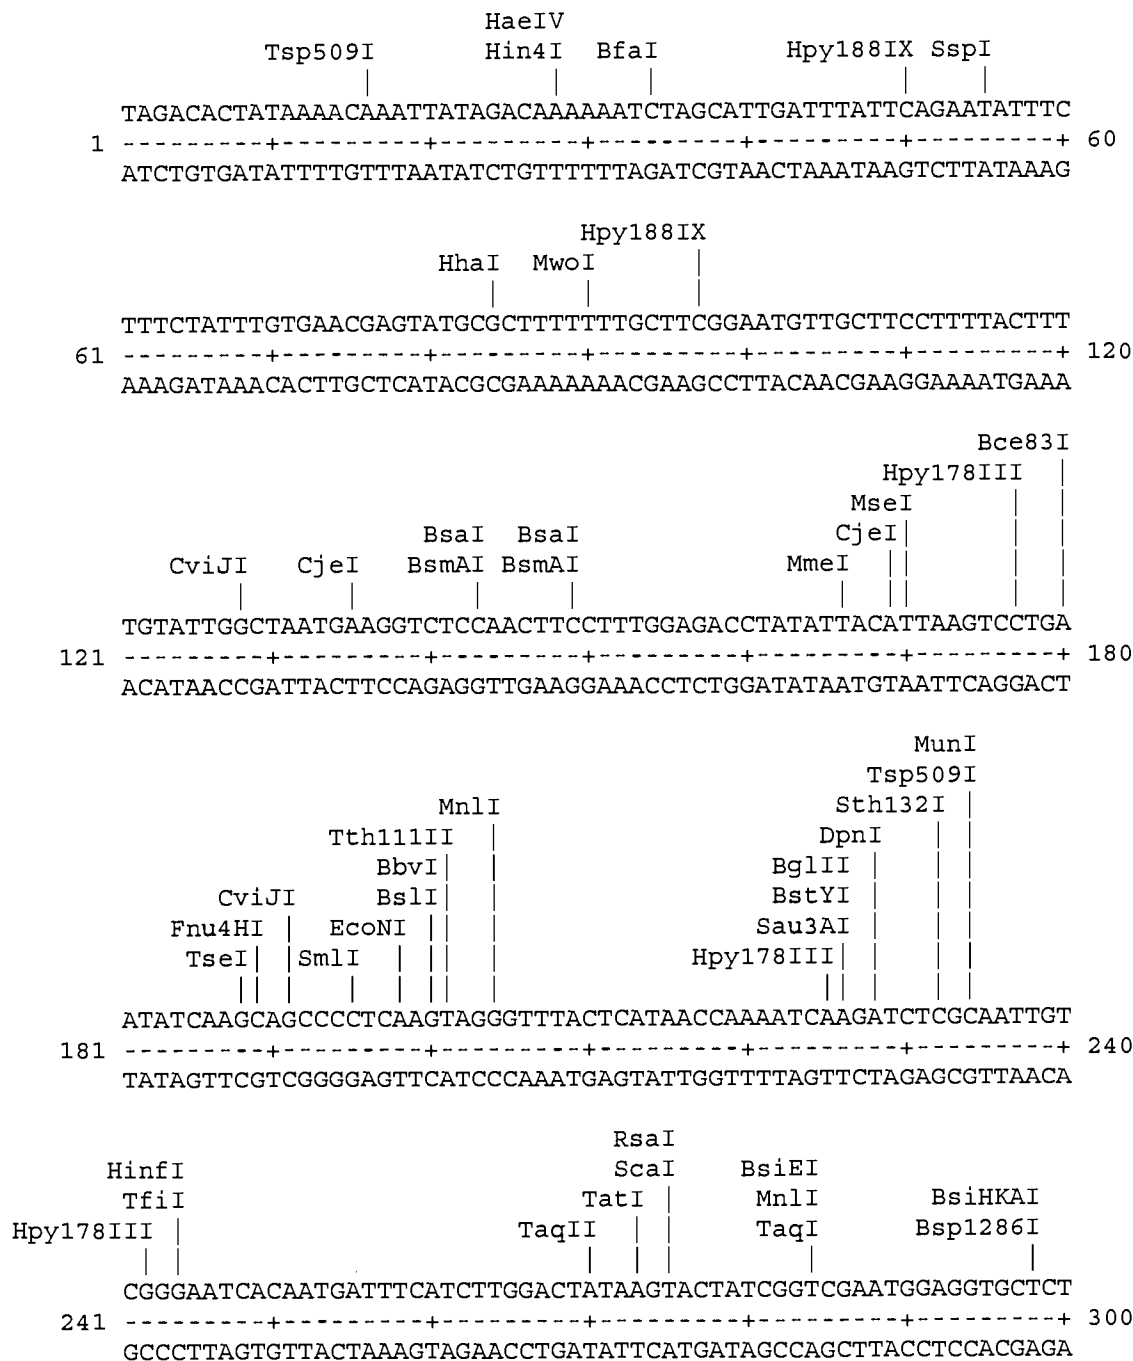 HaeIV
Tsp509I Hin4I BfaI Hpy188IX SspI
| | | | |
TAGACACTATAAAACAAATTATAGACAAAAAATCTAGCATTGATTTATTCAGAATATTTC
1 ---------+---------+---------+---------+---------+---------+ 60
ATCTGTGATATTTTGTTTAATATCTGTTTTTTAGATCGTAACTAAATAAGTCTTATAAAG
Hpy188IX
HhaI MwoI |
| | |
TTTCTATTTGTGAACGAGTATGCGCTTTTTTTTGCTTCGGAATGTTGCTTCCTTTTACTTT
61 ---------+---------+---------+---------+---------+---------+ 120
AAAGATAAACACTTGCTCATACGCGAAAAAAACGAAGCCTTACAACGAAGGAAAATGAAA
Bce83I
Hpy178III |
MseI | |
BsaI BsaI CjeI| | |
CviJI CjeI BsmAI BsmAI MmeI || | |
| | | | | || | |
TGTATTGGCTAATGAAGGTCTCCAACTTCCTTTGGAGACCTATATTACATTAAGTCCTGA
121 ---------+---------+---------+---------+---------+---------+ 180
ACATAACCGATTACTTCCAGAGGTTGAAGGAAACCTCTGGATATAATGTAATTCAGGACT
MunI
Tsp509I
MnlI Sth132I |
Tth111II | DpnI | |
BbvI| | BglII | | |
CviJI BslI| | BstYI | | |
Fnu4HI | EcoNI || | Sau3AI | | |
TseI| | SmlI | || | Hpy178III| | | |
|| | | | || | || | | |
ATATCAAGCAGCCCCTCAAGTAGGGTTTACTCATAACCAAAATCAAGATCTCGCAATTGT
181 ---------+---------+---------+---------+---------+---------+ 240
TATAGTTCGTCGGGGAGTTCATCCCAAATGAGTATTGGTTTTAGTTCTAGAGCGTTAACA
RsaI
HinfI ScaI BsiEI
TfiI TatI | MnlI BsiHKAI
Hpy178III | TaqII | | TaqI Bsp1286I
| | | | | | |
CGGGAATCACAATGATTTCATCTTGGACTATAAGTACTATCGGTCGAATGGAGGTGCTCT
241 ---------+---------+---------+---------+---------+---------+ 300
GCCCTTAGTGTTACTAAAGTAGAACCTGATATTCATGATAGCCAGCTTACCTCCACGAGA